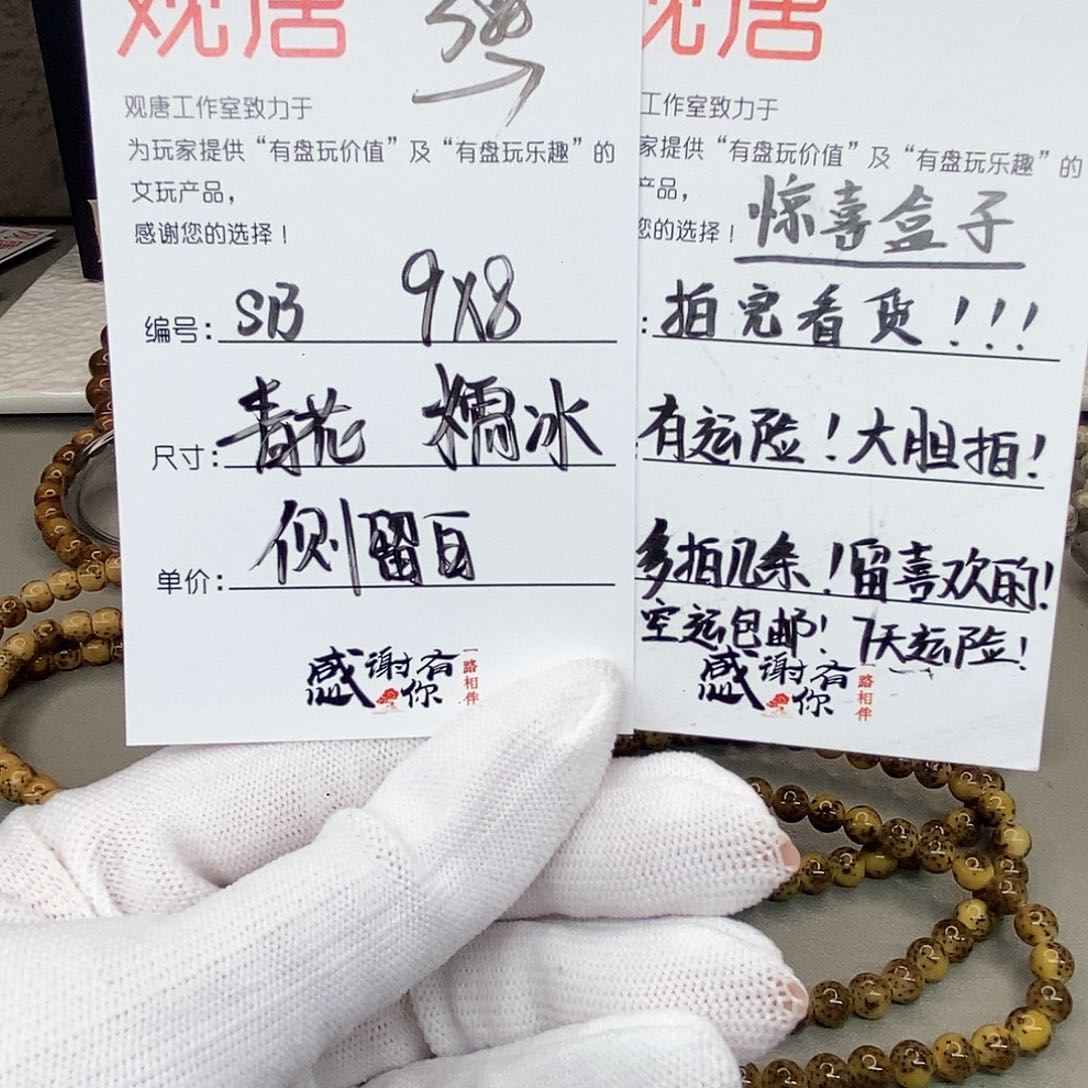 观唐
观唐工作室致力于
为玩家提供“有盘玩价值”及“有盘玩乐趣”的
文玩产品，
感谢您的选择！
编号：SB 9X8
尺寸：青花 糯冰
单价：侧留白
感谢有你
一路相伴
观唐
工作室致力于
家提供“有盘玩价值”及“有盘玩乐趣”的
产品，
您的选择！惊喜盒子
：拍完看货！！！
有运险！大胆拍！
多拍几条！留喜欢的！
空运包邮！7天运险！
感谢有你
一路相伴